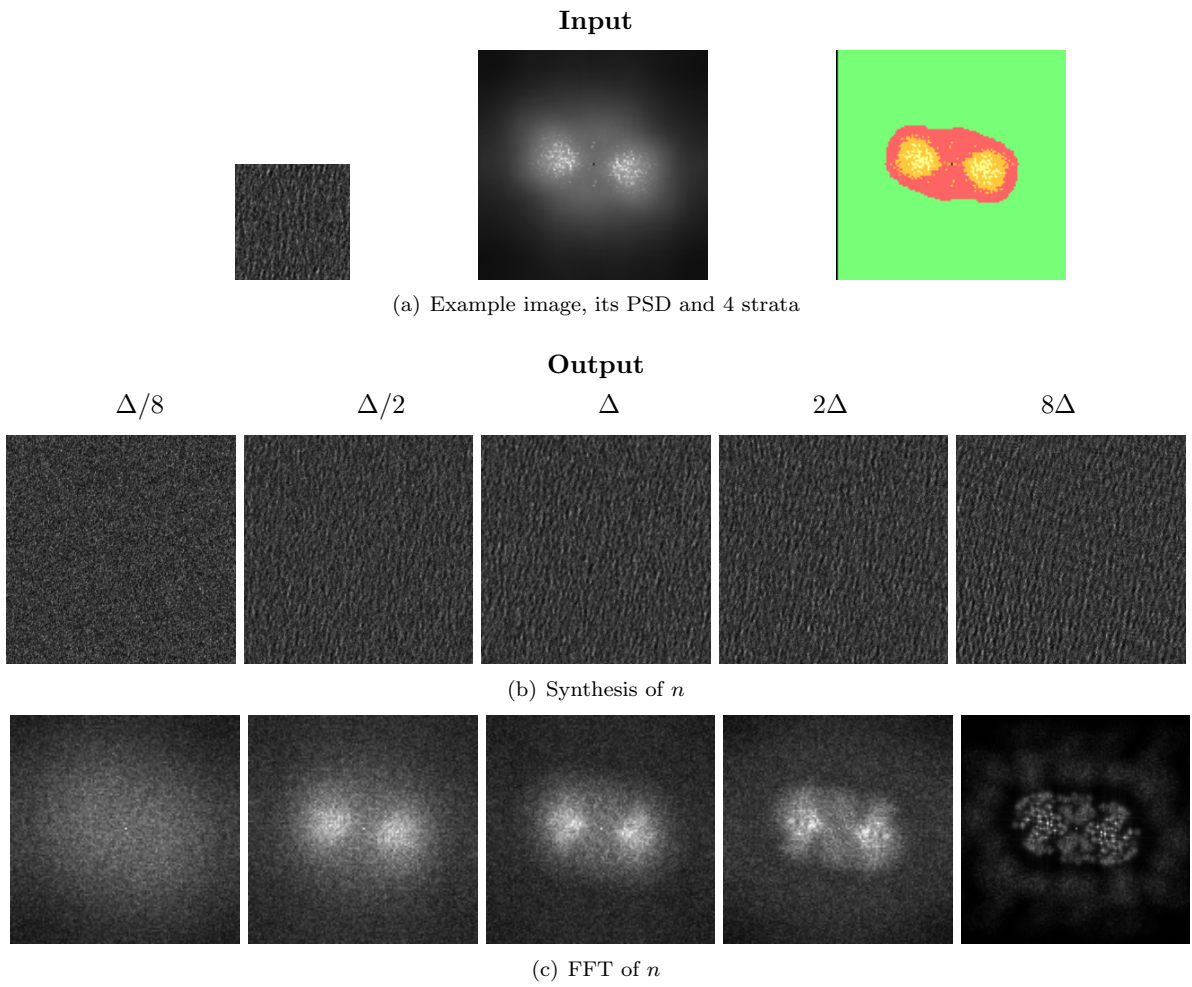 Input
(a) Example image, its PSD and 4 strata
Output
Δ/8 Δ/2 Δ 2Δ 8Δ
(b) Synthesis of n
(c) FFT of n